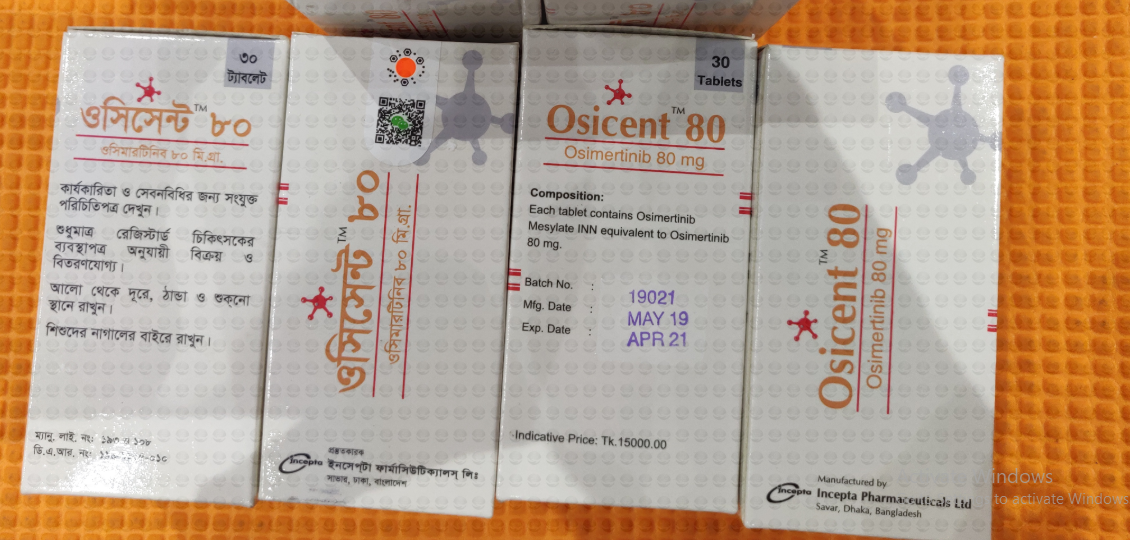 ৩০
ট্যাবলেট
ওসিসেন্ট™ ৮০
ওসিমারটিনিব ৮০ মি.গ্রা.
কার্যকারিতা ও সেবনবিধির জন্য সংযুক্ত
পরিচিতিপত্র দেখুন।
শুধুমাত্র রেজিস্টার্ড চিকিৎসকের
ব্যবস্থাপত্র অনুযায়ী বিক্রয় ও
বিতরণযোগ্য।
আলো থেকে দূরে, ঠান্ডা ও শুক্‌নো
স্থানে রাখুন।
শিশুদের নাগালের বাইরে রাখুন।
ম্যানু. লাই. নং:
ডি.এ.আর. নং:
ওসিসেন্ট™ ৮০
ওসিমারটিনিব ৮০ মি.গ্রা.
প্রস্তুতকারক
Incepta ইনসেপ্‌টা ফার্মাসিউটিক্যালস্ লিঃ
সাভার, ঢাকা, বাংলাদেশ
30
Tablets
Osicent™ 80
Osimertinib 80 mg
Composition:
Each tablet contains Osimertinib
Mesylate INN equivalent to Osimertinib
80 mg.
Batch No. : 19021
Mfg. Date : MAY 19
Exp. Date : APR 21
Indicative Price: Tk.15000.00
Osicent™ 80
Osimertinib 80 mg
Manufactured by
Incepta Incepta Pharmaceuticals Ltd
Savar, Dhaka, Bangladesh
indows
to activate Windows